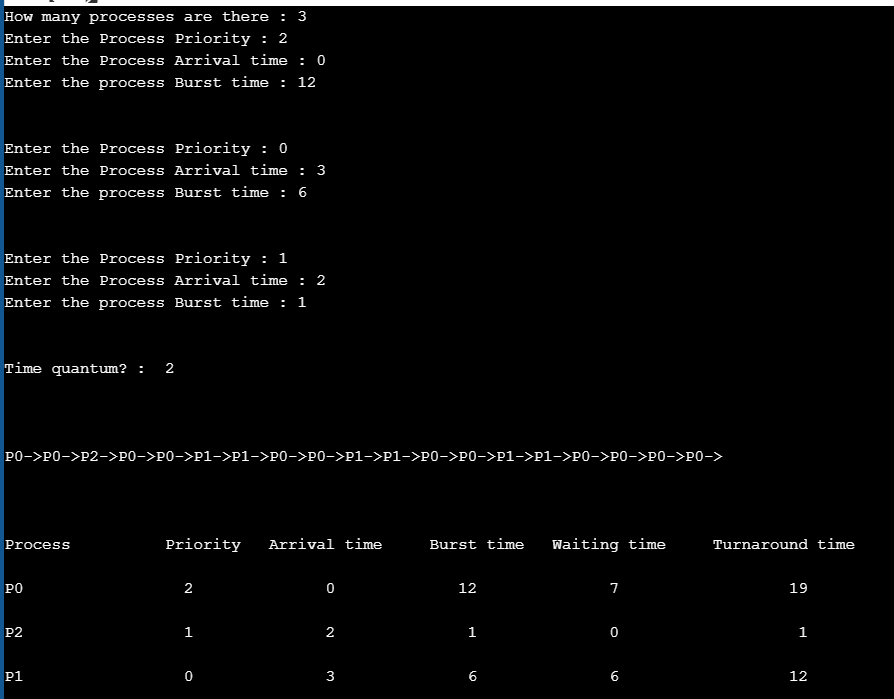 How many processes are there : 3
Enter the Process Priority : 2
Enter the Process Arrival time : 0
Enter the process Burst time : 12
Enter the Process Priority : 0
Enter the Process Arrival time : 3
Enter the process Burst time : 6
Enter the Process Priority : 1
Enter the Process Arrival time : 2
Enter the process Burst time : 1
Time quantum? :  2
P0->P0->P2->P0->P0->P1->P1->P0->P0->P1->P1->P0->P0->P1->P1->P0->P0->P0->P0->
Process Priority Arrival time Burst time Waiting time Turnaround time
P0 2 0 12 7 19
P2 1 2 1 0 1
P1 0 3 6 6 12